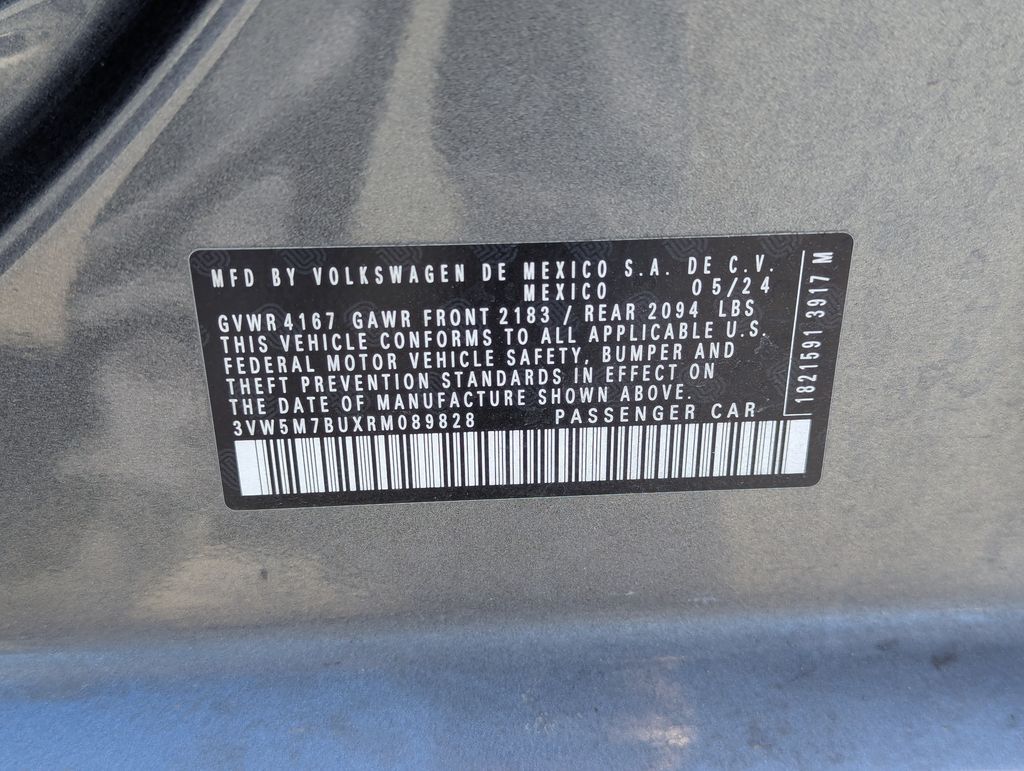 MFD BY VOLKSWAGEN DE MEXICO S.A. DE C.V.
MEXICO 05/24
GVWR 4167 GAWR FRONT 2183 / REAR 2094 LBS
THIS VEHICLE CONFORMS TO ALL APPLICABLE U.S.
FEDERAL MOTOR VEHICLE SAFETY, BUMPER AND
THEFT PREVENTION STANDARDS IN EFFECT ON
THE DATE OF MANUFACTURE SHOWN ABOVE.
3VW5M7BUXRM089828 PASSENGER CAR
1821591 3917 M